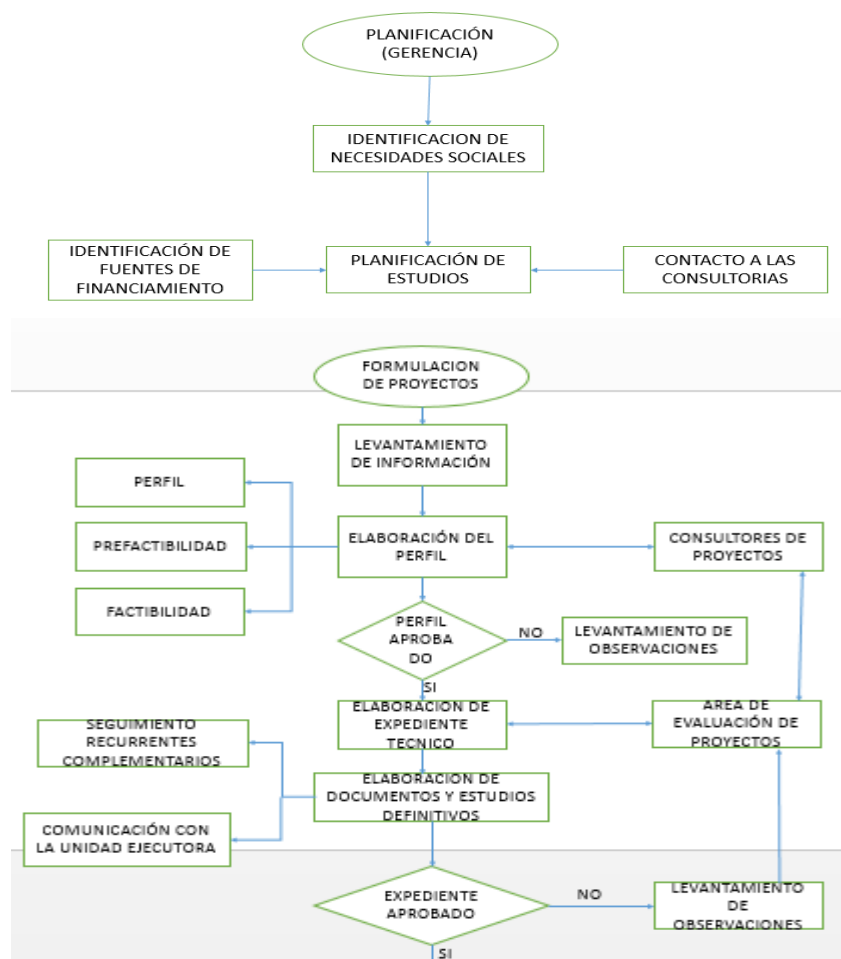 PLANIFICACIÓN
(GERENCIA)
IDENTIFICACION DE
NECESIDADES SOCIALES
IDENTIFICACIÓN DE
FUENTES DE
FINANCIAMIENTO
PLANIFICACIÓN DE
ESTUDIOS
CONTACTO A LAS
CONSULTORIAS
FORMULACION
DE PROYECTOS
LEVANTAMIENTO
DE INFORMACIÓN
PERFIL
PREFACTIBILIDAD
FACTIBILIDAD
ELABORACIÓN DEL
PERFIL
CONSULTORES DE
PROYECTOS
PERFIL
APROBA
DO
NO
LEVANTAMIENTO DE
OBSERVACIONES
SI
ELABORACION DE
EXPEDIENTE
TECNICO
AREA DE
EVALUACIÓN DE
PROYECTOS
SEGUIMIENTO
RECURRENTES
COMPLEMENTARIOS
ELABORACION DE
DOCUMENTOS Y ESTUDIOS
DEFINITIVOS
COMUNICACIÓN CON
LA UNIDAD EJECUTORA
EXPEDIENTE
APROBADO
NO
LEVANTAMIENTO
DE
OBSERVACIONES
SI